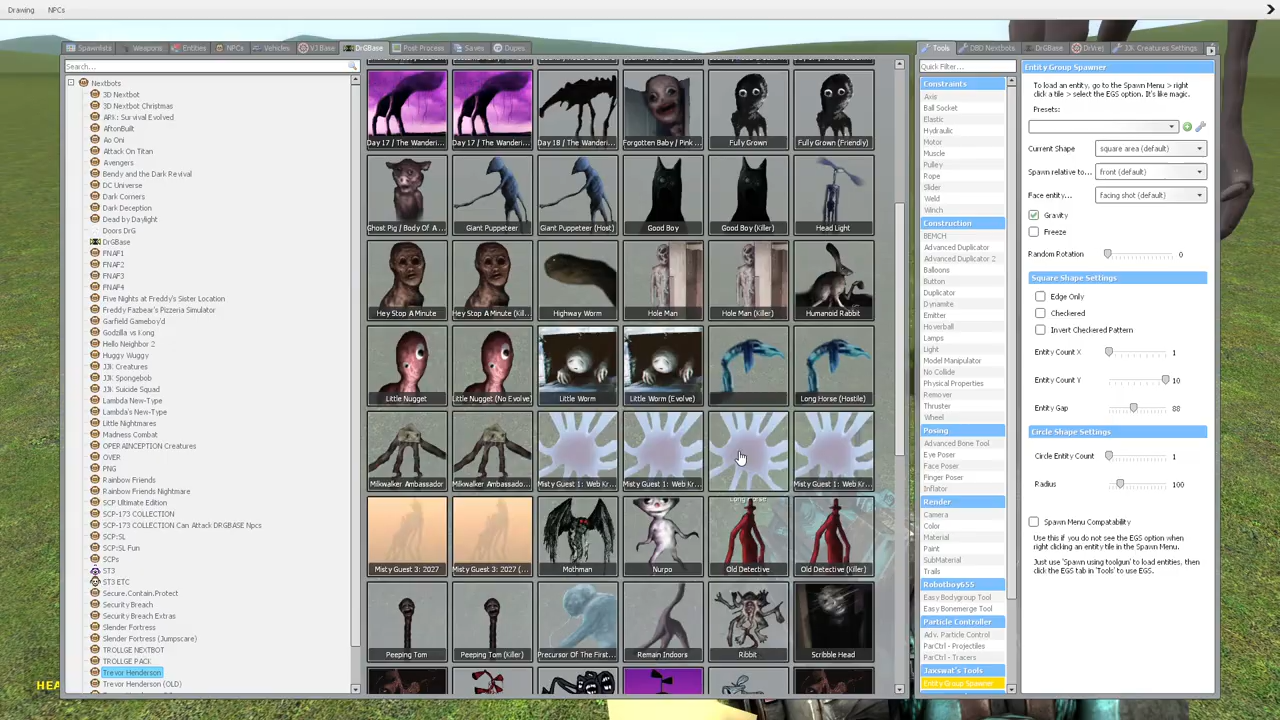 Drawing NPCs
Spawnlists Weapons Entities NPCs Vehicles VJ Base DrGBase Post Process Saves Dupes
Search...
Nextbots
3D Nextbot
3D Nextbot Christmas
ARK: Survival Evolved
AftonBuilt
Ao Oni
Attack On Titan
Avengers
Bendy and the Dark Revival
DC Universe
Dark Corners
Dark Deception
Dead by Daylight
Doors DrG
DrGBase
FNAF1
FNAF2
FNAF3
FNAF4
Five Nights at Freddy's Sister Location
Freddy Fazbear's Pizzeria Simulator
Garfield Gameboy'd
Godzilla vs Kong
Hello Neighbor 2
Huggy Wuggy
JJK Creatures
JJK Spongebob
JJK Suicide Squad
Lambda New-Type
Lambda's New-Type
Little Nightmares
Madness Combat
OPERAINCEPTION Creatures
OVER
PNG
Rainbow Friends
Rainbow Friends Nightmare
SCP Ultimate Edition
SCP-173 COLLECTION
SCP-173 COLLECTION Can Attack DRGBASE Npcs
SCP:SL
SCP:SL Fun
SCPs
ST3
ST3 ETC
Secure.Contain.Protect
Security Breach
Security Breach Extras
Slender Fortress
Slender Fortress (Jumpscare)
TROLLGE NEXTBOT
TROLLGE PACK
Trevor Henderson
Trevor Henderson (OLD)
Day 17 / The Wanderi... Day 17 / The Wanderi... Day 18 / The Wanderi... Forgotten Baby / Pink ... Fully Grown Fully Grown (Friendly)
Ghost Pig / Body Of A ... Giant Puppeteer Giant Puppeteer (Host) Good Boy Good Boy (Killer) Head Light
Hey Stop A Minute Hey Stop A Minute (Kil... Highway Worm Hole Man Hole Man (Killer) Humanoid Rabbit
Little Nugget Little Nugget (No Evolve) Little Worm Little Worm (Evolve) Long Horse (Hostile)
Milkwalker Ambassador Milkwalker Ambassador Misty Guest 1: Web Kr... Misty Guest 1: Web Kr... Misty Guest 1: Web Kr... Misty Guest 1: Web Kr...
Long Horse
Misty Guest 3: 2027 Misty Guest 3: 2027 (... Mothman Nurpo Old Detective Old Detective (Killer)
Peeping Tom Peeping Tom (Killer) Precursor Of The First... Remain Indoors Ribbit Scribble Head
Tools DBD Nextbots DrGBase DrVrej JJK Creatures Settings
Quick Filter...
Constraints
Axis
Ball Socket
Elastic
Hydraulic
Motor
Muscle
Pulley
Rope
Slider
Weld
Winch
Construction
BEMCH
Advanced Duplicator
Advanced Duplicator 2
Balloons
Button
Duplicator
Dynamite
Emitter
Hoverball
Lamps
Light
Model Manipulator
No Collide
Physical Properties
Remover
Thruster
Wheel
Posing
Advanced Bone Tool
Eye Poser
Face Poser
Finger Poser
Inflator
Render
Camera
Color
Material
Paint
SubMaterial
Trails
Robotboy655
Easy Bodygroup Tool
Easy Bonemerge Tool
Particle Controller
Adv. Particle Control
ParCtrl - Projectiles
ParCtrl - Tracers
Jaxswat's Tools
Entity Group Spawner
Entity Group Spawner
To load an entity, go to the Spawn Menu > right
click a tile > select the EGS option. It's like magic.
Presets:
Current Shape square area (default)
Spawn relative to... front (default)
Face entity... facing shot (default)
Gravity
Freeze
Random Rotation 0
Square Shape Settings
Edge Only
Checkered
Invert Checkered Pattern
Entity Count X 1
Entity Count Y 10
Entity Gap 88
Circle Shape Settings
Circle Entity Count 1
Radius 100
Spawn Menu Compatability
Use this if you do not see the EGS option when
right clicking an entity tile in the Spawn Menu.
Just use 'Spawn using toolgun' to load entities, then
click the EGS tab in 'Tools' to use EGS.
HEA